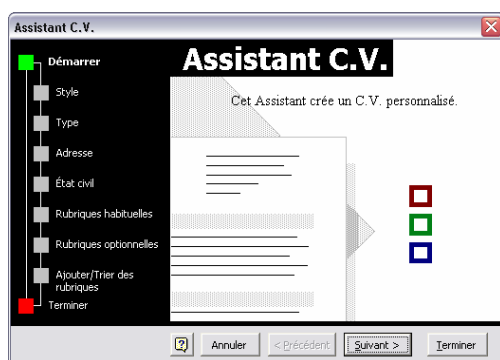 Assistant C.V.
Assistant C.V.
Cet Assistant crée un C.V. personnalisé.
Démarrer
Style
Type
Adresse
État civil
Rubriques habituelles
Rubriques optionnelles
Ajouter/Trier des
rubriques
Terminer
Annuler
< Précédent
Suivant >
Terminer